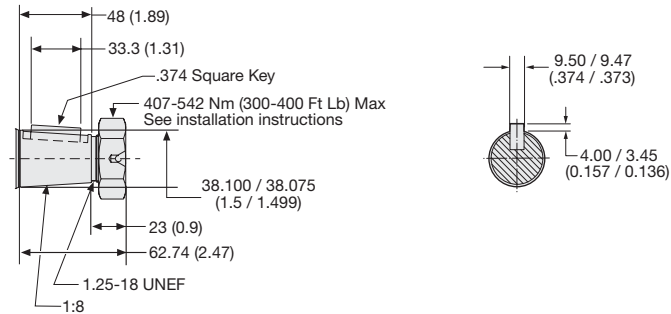 48 (1.89)
33.3 (1.31)
.374 Square Key
407-542 Nm (300-400 Ft Lb) Max
See installation instructions
38.100 / 38.075
(1.5 / 1.499)
23 (0.9)
62.74 (2.47)
1.25-18 UNEF
1:8
9.50 / 9.47
(.374 / .373)
4.00 / 3.45
(0.157 / 0.136)